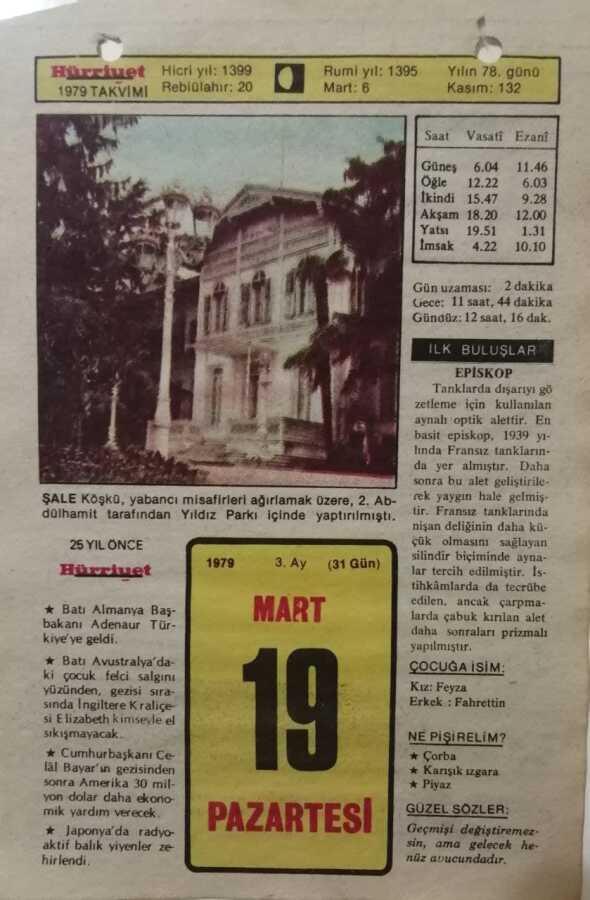 Hürriyet
1979 TAKVİMİ
Hicri yıl: 1399
Rebiülahır: 20
Rumi yıl: 1395
Mart: 6
Yılın 78. günü
Kasım: 132
Saat Vasatî Ezanî
Güneş 6.04 11.46
Öğle 12.22 6.03
İkindi 15.47 9.28
Akşam 18.20 12.00
Yatsı 19.51 1.31
İmsak 4.22 10.10
Gün uzaması: 2 dakika
Gece: 11 saat, 44 dakika
Gündüz: 12 saat, 16 dak.
ŞALE Köşkü, yabancı misafirleri ağırlamak üzere, 2. Ab-
dülhamit tarafından Yıldız Parkı içinde yaptırılmıştı.
İLK BULUŞLAR
EPİSKOP
Tanklarda dışarıyı gö
zetleme için kullanılan
aynalı optik alettir. En
basit episkop, 1939 yı-
lında Fransız tankların-
da yer almıştır. Daha
sonra bu alet geliştirile-
rek yaygın hale gelmiş-
tir. Fransız tanklarında
nişan deliğinin daha kü-
çük olmasını sağlayan
silindir biçiminde ayna-
lar tercih edilmiştir. İs-
tihkâmlarda da tecrübe
edilen, ancak çarpma-
larda çabuk kırılan alet
daha sonraları prizmalı
yapılmıştır.
ÇOCUĞA İSİM:
Kız: Feyza
Erkek : Fahrettin
NE PİŞİRELİM?
★ Çorba
★ Karışık ızgara
★ Piyaz
GÜZEL SÖZLER:
Geçmişi değiştiremez-
sin, ama gelecek he-
nüz avucundadır.
25 YIL ÖNCE
Hürriyet
★ Batı Almanya Baş-
bakanı Adenaur Tür-
kiye'ye geldi.
★ Batı Avustralya'da-
ki çocuk felci salgını
yüzünden, gezisi sıra-
sında İngiltere Kraliçe-
si Elizabeth kimseyle el
sıkışmayacak.
★ Cumhurbaşkanı Ce-
lâl Bayar'ın gezisinden
sonra Amerika 30 mil-
yon dolar daha ekono-
mik yardım verecek.
★ Japonya'da radyo-
aktif balık yiyenler ze-
hirlendi.
1979 3. Ay (31 Gün)
MART
19
PAZARTESİ